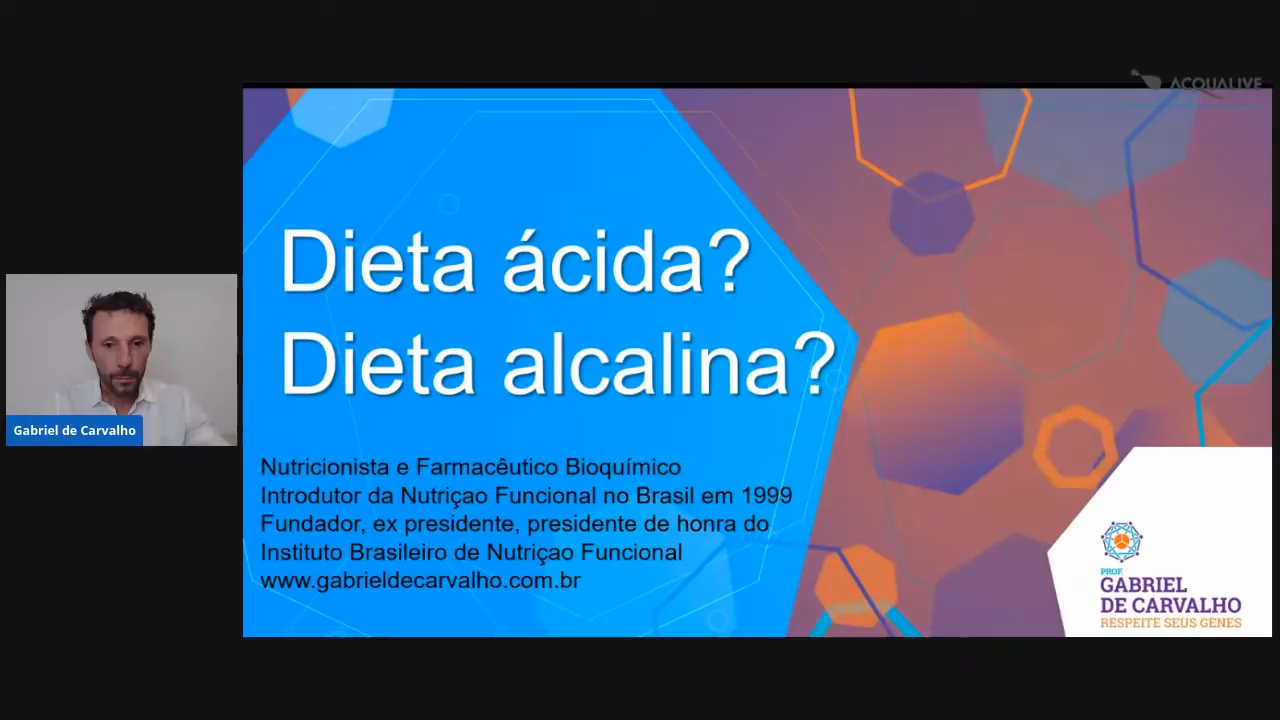 ACQUALIVE
Dieta ácida?
Dieta alcalina?
Gabriel de Carvalho
Nutricionista e Farmacêutico Bioquímico
Introdutor da Nutriçao Funcional no Brasil em 1999
Fundador, ex presidente, presidente de honra do
Instituto Brasileiro de Nutriçao Funcional
www.gabrieldecarvalho.com.br
PROF.
GABRIEL
DE CARVALHO
RESPEITE SEUS GENES